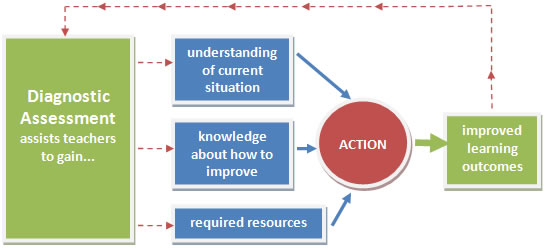 Diagnostic
Assessment
assists teachers
to gain...
understanding
of current
situation
knowledge
about how to
improve
required resources
ACTION
improved
learning
outcomes